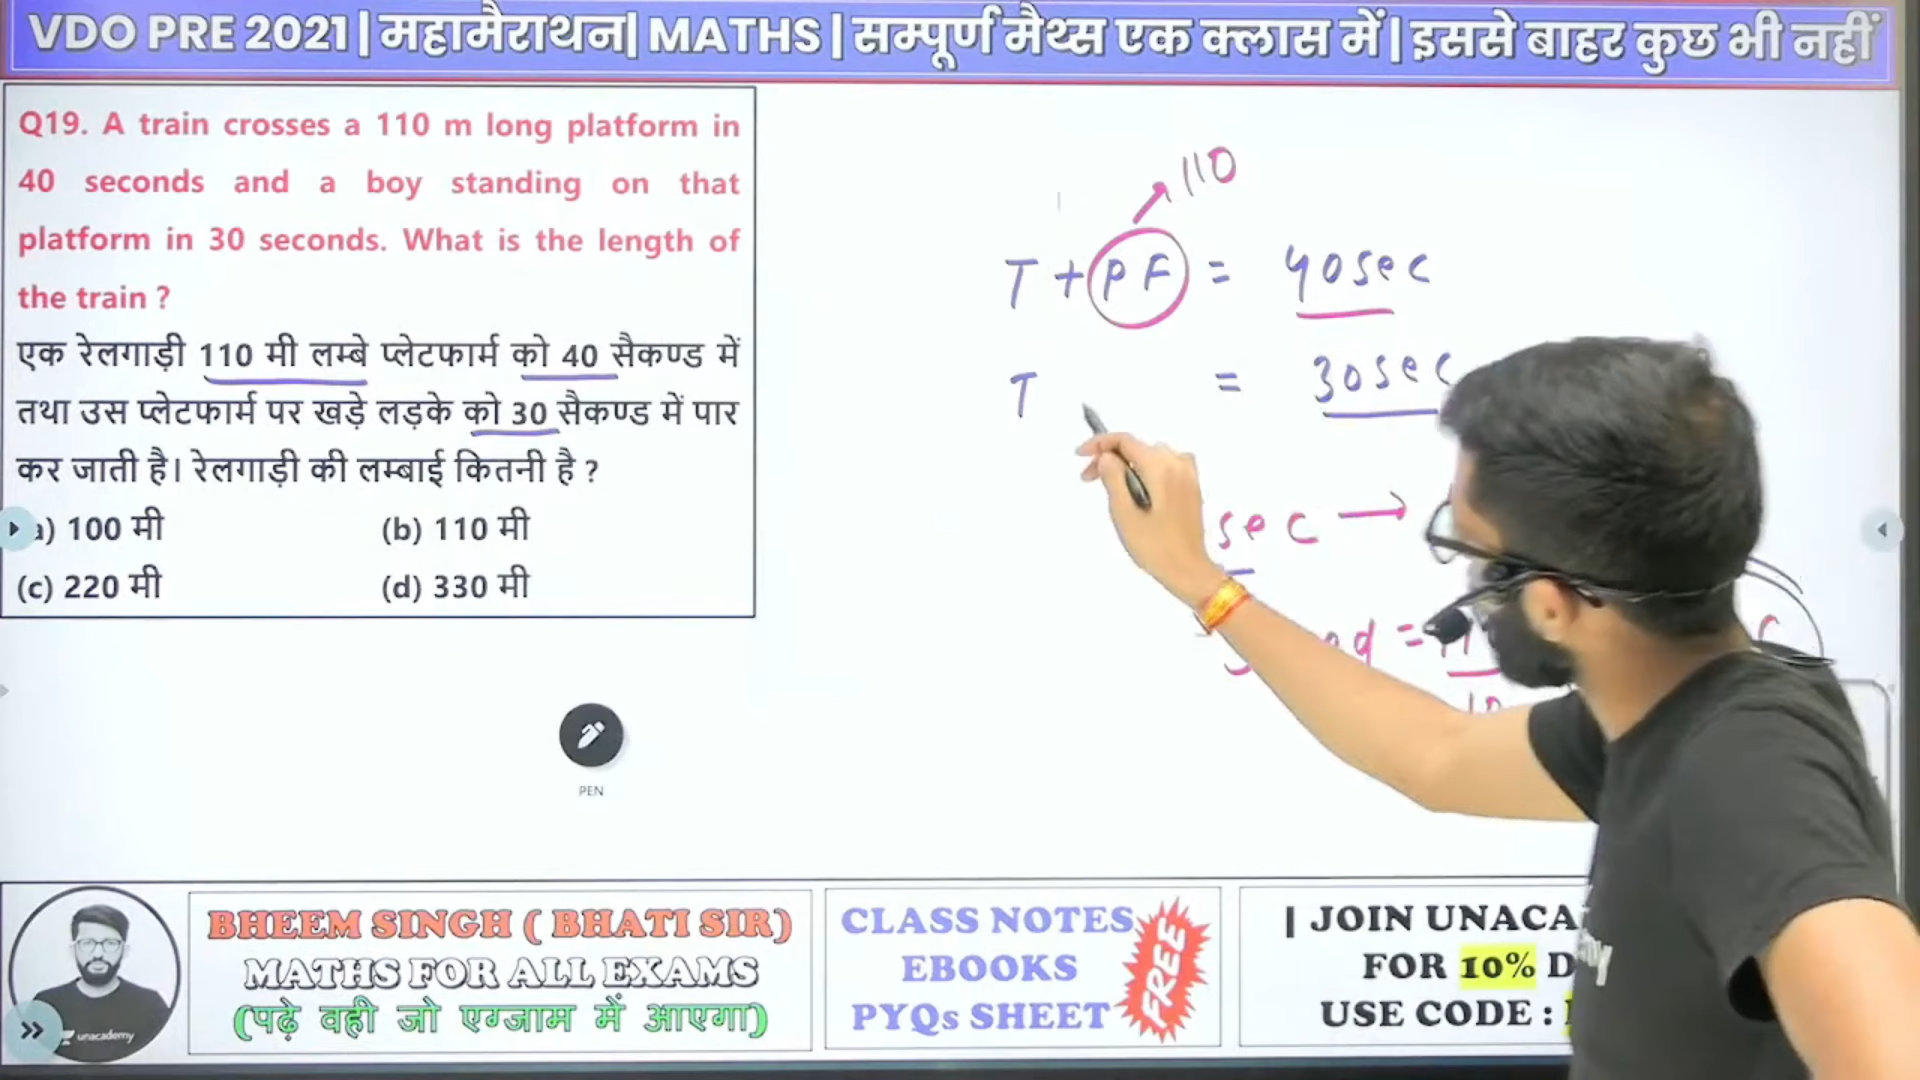 VDO PRE 2021 | महामैराथन| MATHS | सम्पूर्ण मैथ्स एक क्लास में | इससे बाहर कुछ भी नहीं
Q19. A train crosses a 110 m long platform in
40 seconds and a boy standing on that
platform in 30 seconds. What is the length of
the train ?
एक रेलगाड़ी 110 मी लम्बे प्लेटफार्म को 40 सैकण्ड में
तथा उस प्लेटफार्म पर खड़े लड़के को 30 सैकण्ड में पार
कर जाती है। रेलगाड़ी की लम्बाई कितनी है ?
a) 100 मी (b) 110 मी
(c) 220 मी (d) 330 मी
110
T + PF = 40sec
T = 30sec
sec →
PEN
BHEEM SINGH ( BHATI SIR)
MATHS FOR ALL EXAMS
(पढ़े वही जो एग्जाम में आएगा)
unacademy
CLASS NOTES
EBOOKS
PYQs SHEET
FREE
| JOIN UNACA
FOR 10% D
USE CODE :